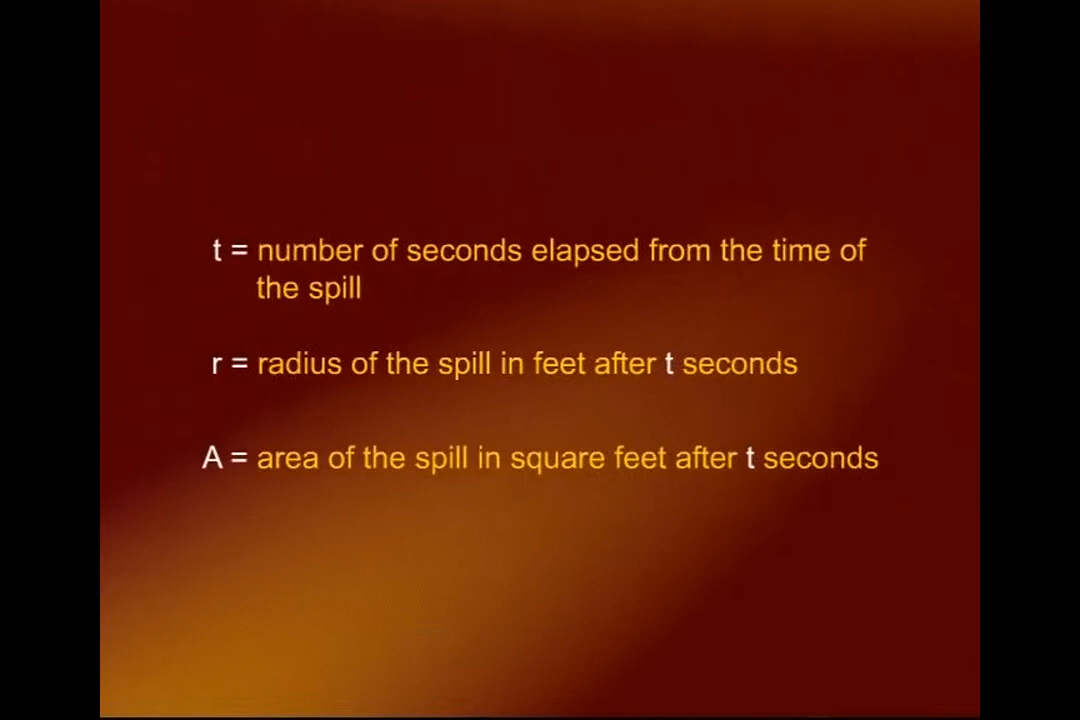 t = number of seconds elapsed from the time of
the spill
r = radius of the spill in feet after t seconds
A = area of the spill in square feet after t seconds